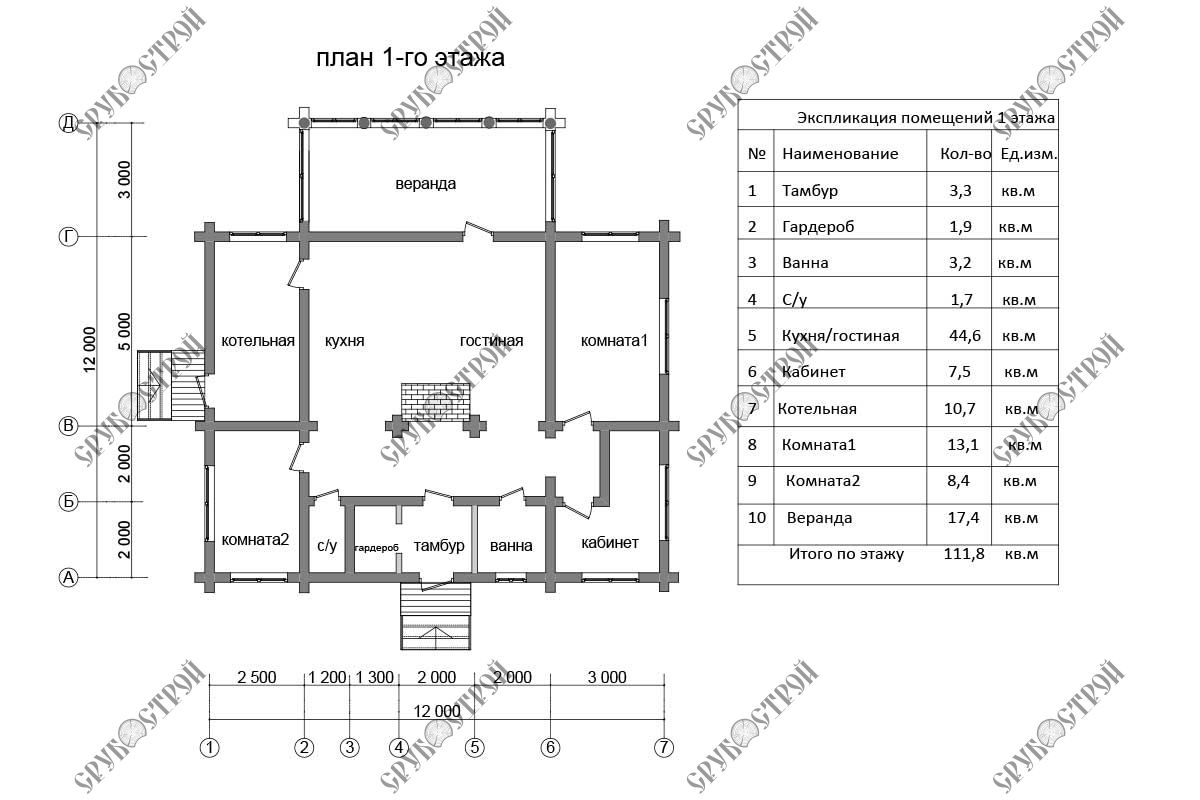 план 1-го этажа
Д
3 000
веранда
Г
12 000
5 000
котельная кухня гостиная комната1
В
2 000
Б
2 000
комната2 с/у гардероб тамбур ванна кабинет
А
2 500 1 200 1 300 2 000 2 000 3 000
12 000
1 2 3 4 5 6 7
Экспликация помещений 1 этажа
№ Наименование Кол-во Ед.изм.
1 Тамбур 3,3 кв.м
2 Гардероб 1,9 кв.м
3 Ванна 3,2 кв.м
4 С/у 1,7 кв.м
5 Кухня/гостиная 44,6 кв.м
6 Кабинет 7,5 кв.м
7 Котельная 10,7 кв.м
8 Комната1 13,1 кв.м
9 Комната2 8,4 кв.м
10 Веранда 17,4 кв.м
Итого по этажу 111,8 кв.м
СРУБОСТРОЙ
СРУБОСТРОЙ
СРУБОСТРОЙ
СРУБОСТРОЙ
СРУБОСТРОЙ
СРУБОСТРОЙ
СРУБОСТРОЙ
СРУБОСТРОЙ
СРУБОСТРОЙ
СРУБОСТРОЙ
СРУБОСТРОЙ
СРУБОСТРОЙ